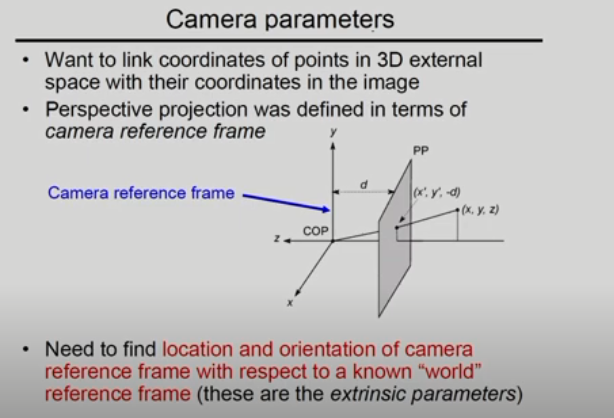 Camera parameters
• Want to link coordinates of points in 3D external
space with their coordinates in the image
• Perspective projection was defined in terms of
camera reference frame
y
PP
d
Camera reference frame
(x', y', -d)
(x, y, z)
COP
z
x
• Need to find location and orientation of camera
reference frame with respect to a known “world”
reference frame (these are the extrinsic parameters)